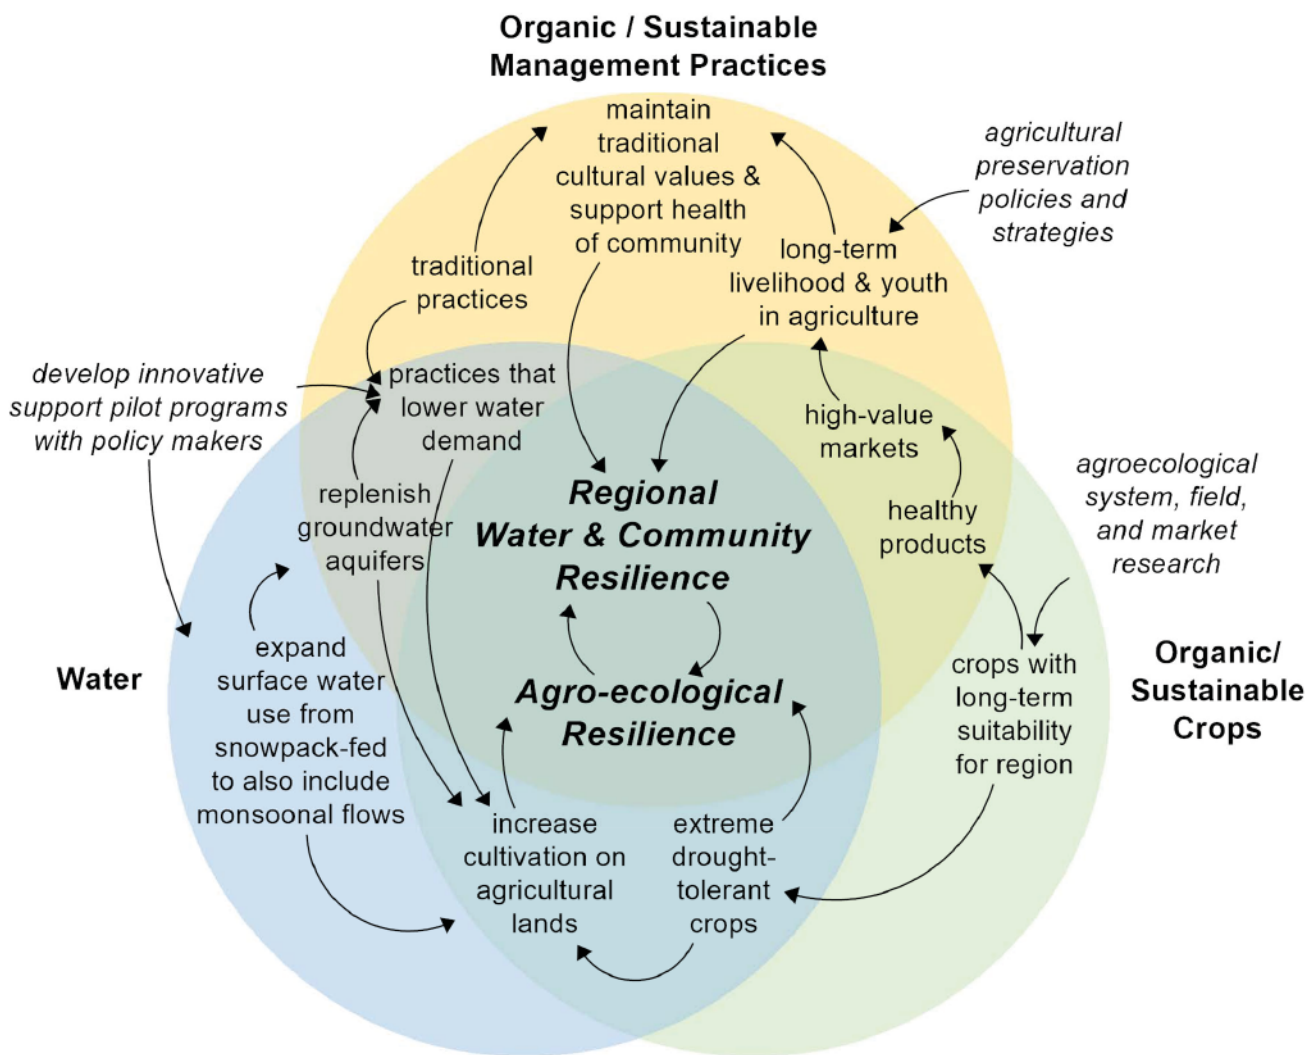 Organic / Sustainable
Management Practices
maintain
traditional
cultural values &
support health
of community
agricultural
preservation
policies and
strategies
long-term
livelihood & youth
in agriculture
traditional
practices
develop innovative
support pilot programs
with policy makers
practices that
lower water
demand
high-value
markets
replenish
groundwater
aquifers
Regional
Water & Community
Resilience
healthy
products
agroecological
system, field,
and market
research
Water
expand
surface water
use from
snowpack-fed
to also include
monsoonal flows
Agro-ecological
Resilience
crops with
long-term
suitability
for region
Organic/
Sustainable
Crops
increase
cultivation on
agricultural
lands
extreme
drought-
tolerant
crops